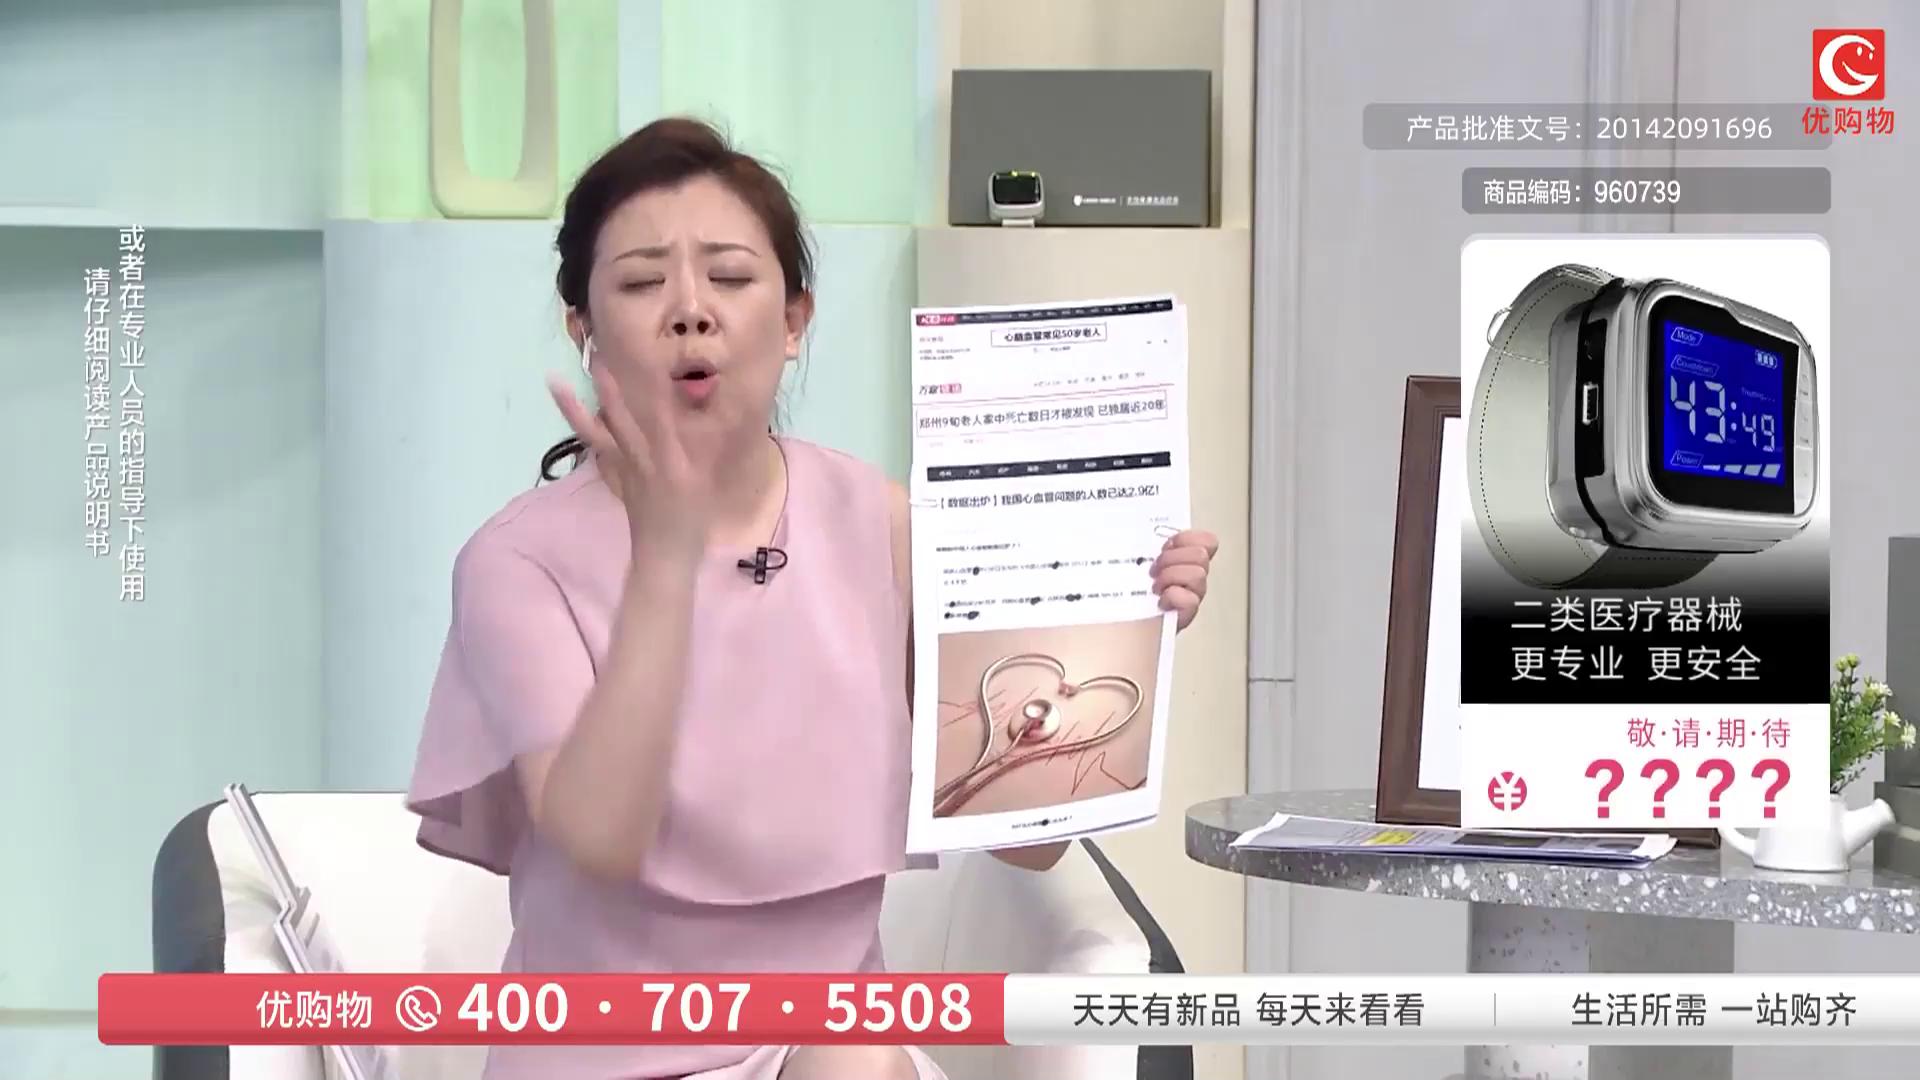 优购物
产品批准文号：20142091696
商品编码：960739
或者在专业人员的指导下使用
请仔细阅读产品说明书
心脑血管常见50岁老人
郑州9旬老人家中死亡数日才被发现 已独居近20年
【数据出炉】我国心血管问题的人数已达2.9亿！
Mode
Countdown
43:49
Power
二类医疗器械
更专业 更安全
敬·请·期·待
¥ ????
优购物 400·707·5508
天天有新品 每天来看看
生活所需 一站购齐